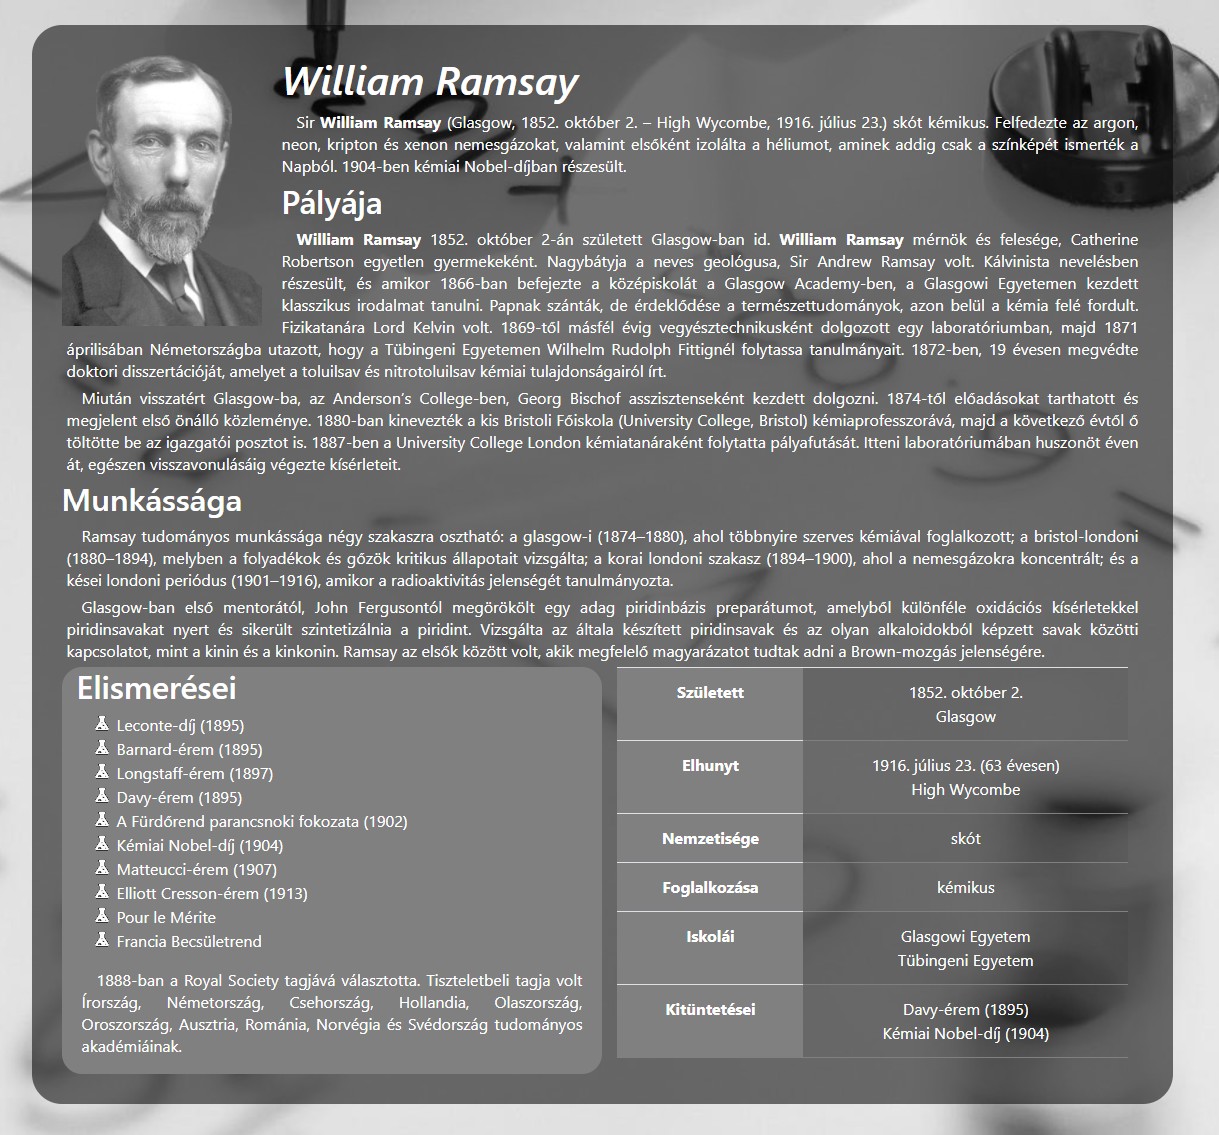 William Ramsay
Sir William Ramsay (Glasgow, 1852. október 2. – High Wycombe, 1916. július 23.) skót kémikus. Felfedezte az argon,
neon, kripton és xenon nemesgázokat, valamint elsőként izolálta a héliumot, aminek addig csak a színképét ismerték a
Napból. 1904-ben kémiai Nobel-díjban részesült.
Pályája
William Ramsay 1852. október 2-án született Glasgow-ban id. William Ramsay mérnök és felesége, Catherine
Robertson egyetlen gyermekeként. Nagybátyja a neves geológusa, Sir Andrew Ramsay volt. Kálvinista nevelésben
részesült, és amikor 1866-ban befejezte a középiskolát a Glasgow Academy-ben, a Glasgowi Egyetemen kezdett
klasszikus irodalmat tanulni. Papnak szánták, de érdeklődése a természettudományok, azon belül a kémia felé fordult.
Fizikatanára Lord Kelvin volt. 1869-től másfél évig vegyésztechnikusként dolgozott egy laboratóriumban, majd 1871
áprilisában Németországba utazott, hogy a Tübingeni Egyetemen Wilhelm Rudolph Fittignél folytassa tanulmányait. 1872-ben, 19 évesen megvédte
doktori disszertációját, amelyet a toluilsav és nitrotoluilsav kémiai tulajdonságairól írt.
Miután visszatért Glasgow-ba, az Anderson's College-ben, Georg Bischof asszisztenseként kezdett dolgozni. 1874-től előadásokat tarthatott és
megjelent első önálló közleménye. 1880-ban kinevezték a kis Bristoli Főiskola (University College, Bristol) kémiaprofesszorává, majd a következő évtől ő
töltötte be az igazgatói posztot is. 1887-ben a University College London kémiatanáraként folytatta pályafutását. Itteni laboratóriumában huszonöt éven
át, egészen visszavonulásáig végezte kísérleteit.
Munkássága
Ramsay tudományos munkássága négy szakaszra osztható: a glasgow-i (1874–1880), ahol többnyire szerves kémiával foglalkozott; a bristol-londoni
(1880–1894), melyben a folyadékok és gőzök kritikus állapotait vizsgálta; a korai londoni szakasz (1894–1900), ahol a nemesgázokra koncentrált; és a
kései londoni periódus (1901–1916), amikor a radioaktivitás jelenségét tanulmányozta.
Glasgow-ban első mentorától, John Fergusontól megörökölt egy adag piridinbázis preparátumot, amelyből különféle oxidációs kísérletekkel
piridinsavakat nyert és sikerült szintetizálnia a piridint. Vizsgálta az általa készített piridinsavak és az olyan alkaloidokból képzett savak közötti
kapcsolatot, mint a kinin és a kinkonin. Ramsay az elsők között volt, akik megfelelő magyarázatot tudtak adni a Brown-mozgás jelenségére.
Elismerései
Leconte-díj (1895)
Barnard-érem (1895)
Longstaff-érem (1897)
Davy-érem (1895)
A Fürdőrend parancsnoki fokozata (1902)
Kémiai Nobel-díj (1904)
Matteucci-érem (1907)
Elliott Cresson-érem (1913)
Pour le Mérite
Francia Becsületrend
1888-ban a Royal Society tagjává választotta. Tiszteletbeli tagja volt
Írország, Németország, Csehország, Hollandia, Olaszország,
Oroszország, Ausztria, Románia, Norvégia és Svédország tudományos
akadémiáinak.
Született 1852. október 2.
Glasgow
Elhunyt 1916. július 23. (63 évesen)
High Wycombe
Nemzetisége skót
Foglalkozása kémikus
Iskolái Glasgowi Egyetem
Tübingeni Egyetem
Kitüntetései Davy-érem (1895)
Kémiai Nobel-díj (1904)